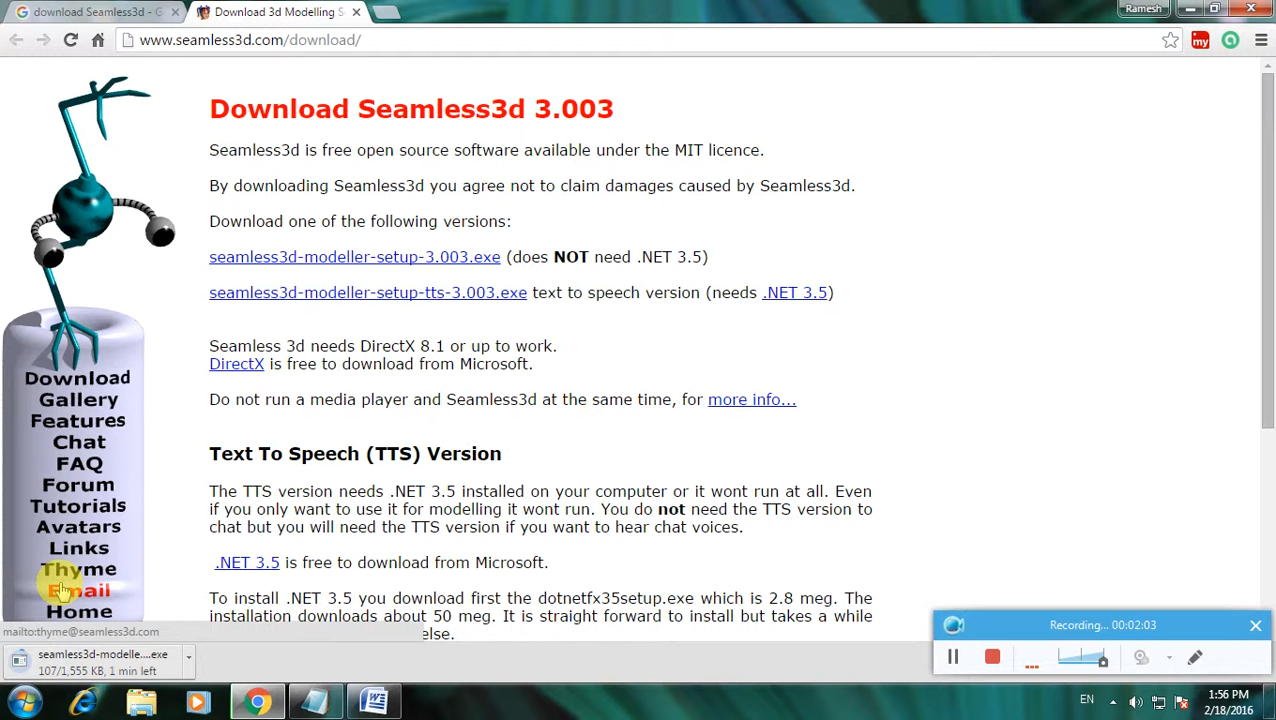 download Seamless3d - G
Download 3d Modelling S
Ramesh
www.seamless3d.com/download/
my
Download Seamless3d 3.003
Seamless3d is free open source software available under the MIT licence.
By downloading Seamless3d you agree not to claim damages caused by Seamless3d.
Download one of the following versions:
seamless3d-modeller-setup-3.003.exe (does NOT need .NET 3.5)
seamless3d-modeller-setup-tts-3.003.exe text to speech version (needs .NET 3.5)
Seamless 3d needs DirectX 8.1 or up to work.
DirectX is free to download from Microsoft.
Do not run a media player and Seamless3d at the same time, for more info...
Text To Speech (TTS) Version
The TTS version needs .NET 3.5 installed on your computer or it wont run at all. Even
if you only want to use it for modelling it wont run. You do not need the TTS version to
chat but you will need the TTS version if you want to hear chat voices.
.NET 3.5 is free to download from Microsoft.
To install .NET 3.5 you download first the dotnetfx35setup.exe which is 2.8 meg. The
installation downloads about 50 meg. It is straight forward to install but takes a while
else.
Download
Gallery
Features
Chat
FAQ
Forum
Tutorials
Avatars
Links
Thyme
Email
Home
mailto:thyme@seamless3d.com
seamless3d-modelle....exe
107/1,555 KB, 1 min left
Recording... 00:02:03
EN
1:56 PM
2/18/2016